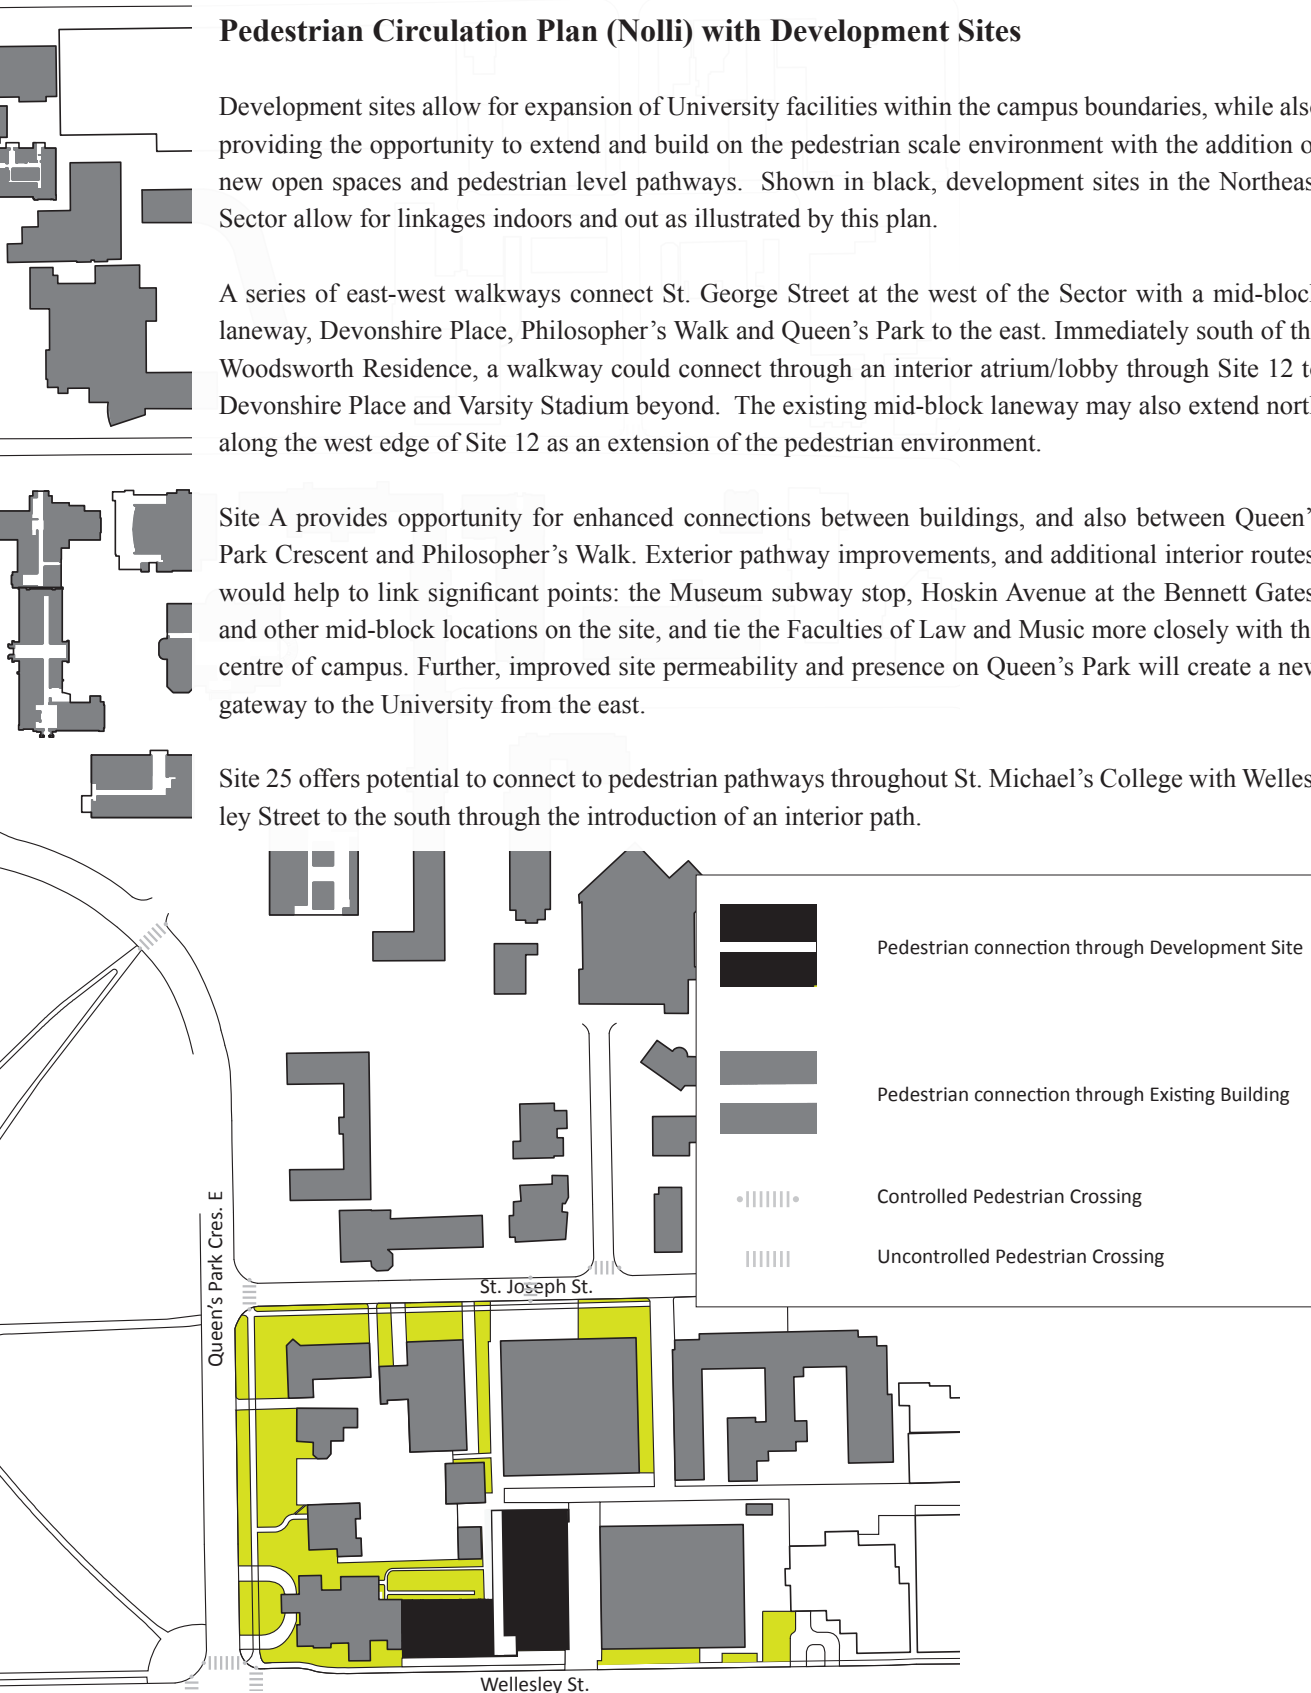 Pedestrian Circulation Plan (Nolli) with Development Sites
Development sites allow for expansion of University facilities within the campus boundaries, while als
providing the opportunity to extend and build on the pedestrian scale environment with the addition o
new open spaces and pedestrian level pathways. Shown in black, development sites in the Northeas
Sector allow for linkages indoors and out as illustrated by this plan.
A series of east-west walkways connect St. George Street at the west of the Sector with a mid-bloc
laneway, Devonshire Place, Philosopher's Walk and Queen's Park to the east. Immediately south of th
Woodsworth Residence, a walkway could connect through an interior atrium/lobby through Site 12 t
Devonshire Place and Varsity Stadium beyond. The existing mid-block laneway may also extend nort
along the west edge of Site 12 as an extension of the pedestrian environment.
Site A provides opportunity for enhanced connections between buildings, and also between Queen'
Park Crescent and Philosopher's Walk. Exterior pathway improvements, and additional interior routes
would help to link significant points: the Museum subway stop, Hoskin Avenue at the Bennett Gates
and other mid-block locations on the site, and tie the Faculties of Law and Music more closely with th
centre of campus. Further, improved site permeability and presence on Queen's Park will create a new
gateway to the University from the east.
Site 25 offers potential to connect to pedestrian pathways throughout St. Michael's College with Welles
ley Street to the south through the introduction of an interior path.
Pedestrian connection through Development Site
Pedestrian connection through Existing Building
Controlled Pedestrian Crossing
Uncontrolled Pedestrian Crossing
Queen's Park Cres. E
St. Joseph St.
Wellesley St.